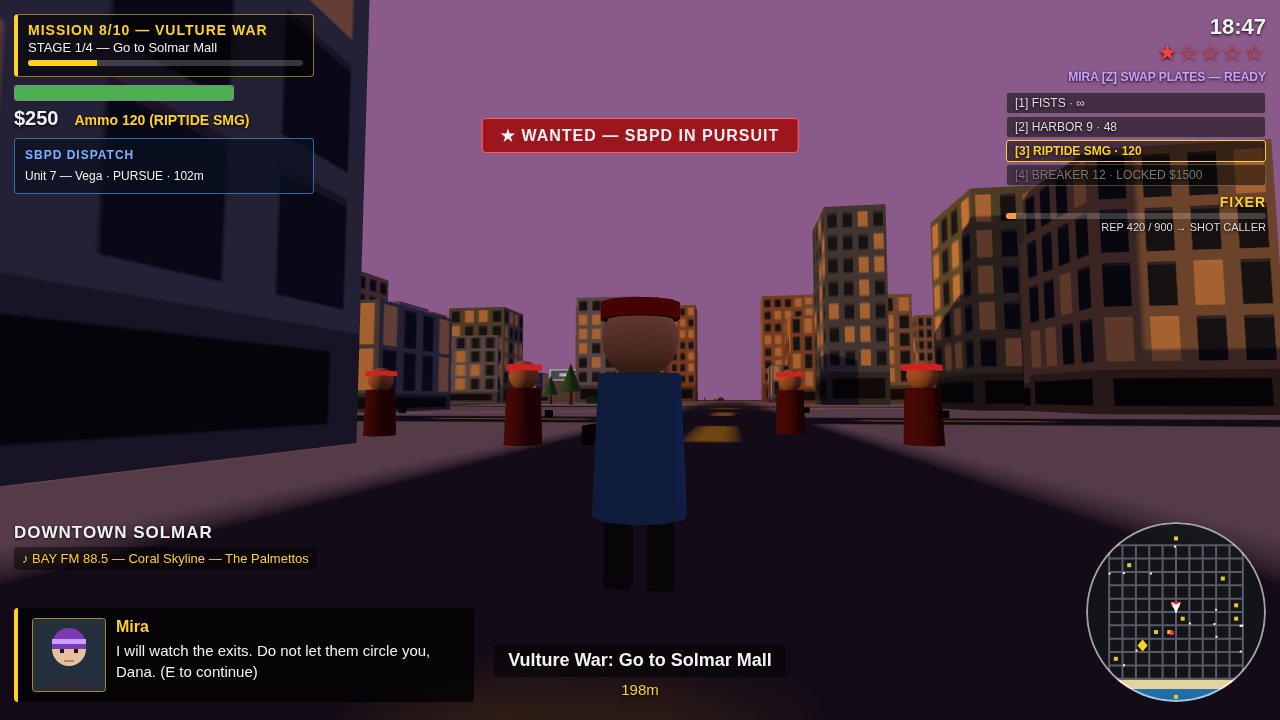 MISSION 8/10 — VULTURE WAR
STAGE 1/4 — Go to Solmar Mall
$250 Ammo 120 (RIPTIDE SMG)
SBPD DISPATCH
Unit 7 — Vega · PURSUE · 102m
★ WANTED — SBPD IN PURSUIT
18:47
★☆☆☆☆
MIRA [Z] SWAP PLATES — READY
[1] FISTS · ∞
[2] HARBOR 9 · 48
[3] RIPTIDE SMG · 120
[4] BREAKER 12 · LOCKED $1500
FIXER
REP 420 / 900 → SHOT CALLER
DOWNTOWN SOLMAR
♪ BAY FM 88.5 — Coral Skyline — The Palmettos
Mira
I will watch the exits. Do not let them circle you,
Dana. (E to continue)
Vulture War: Go to Solmar Mall
198m